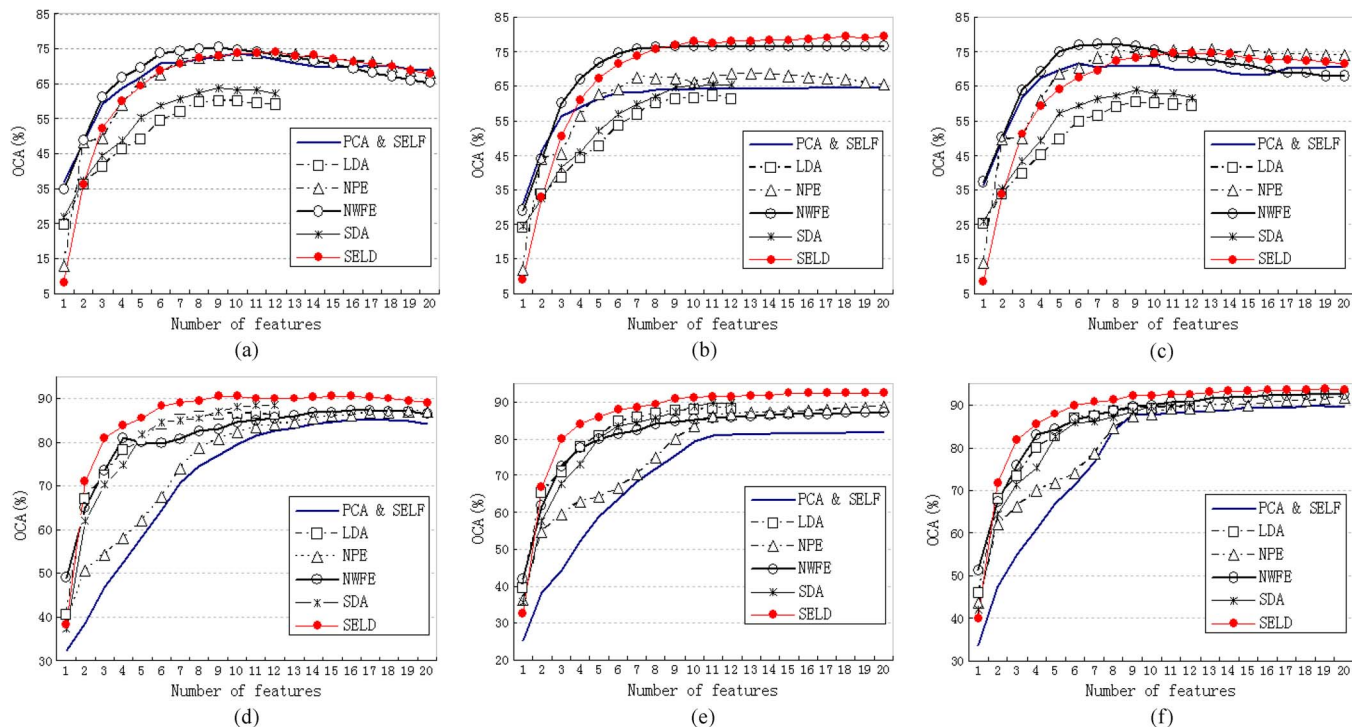 OCA(%)
85
75
65
55
45
35
25
15
5
PCA & SELF
LDA
NPE
NWFE
SDA
SELD
1 2 3 4 5 6 7 8 9 10 11 12 13 14 15 16 17 18 19 20
Number of features
(a)
OCA(%)
85
75
65
55
45
35
25
15
5
PCA & SELF
LDA
NPE
NWFE
SDA
SELD
1 2 3 4 5 6 7 8 9 10 11 12 13 14 15 16 17 18 19 20
Number of features
(b)
OCA(%)
85
75
65
55
45
35
25
15
5
PCA & SELF
LDA
NPE
NWFE
SDA
SELD
1 2 3 4 5 6 7 8 9 10 11 12 13 14 15 16 17 18 19 20
Number of features
(c)
OCA(%)
90
80
70
60
50
40
30
PCA & SELF
LDA
NPE
NWFE
SDA
SELD
1 2 3 4 5 6 7 8 9 10 11 12 13 14 15 16 17 18 19 20
Number of features
(d)
OCA(%)
90
80
70
60
50
40
30
20
PCA & SELF
LDA
NPE
NWFE
SDA
SELD
1 2 3 4 5 6 7 8 9 10 11 12 13 14 15 16 17 18 19 20
Number of features
(e)
OCA(%)
90
80
70
60
50
40
30
PCA & SELF
LDA
NPE
NWFE
SDA
SELD
1 2 3 4 5 6 7 8 9 10 11 12 13 14 15 16 17 18 19 20
Number of features
(f)